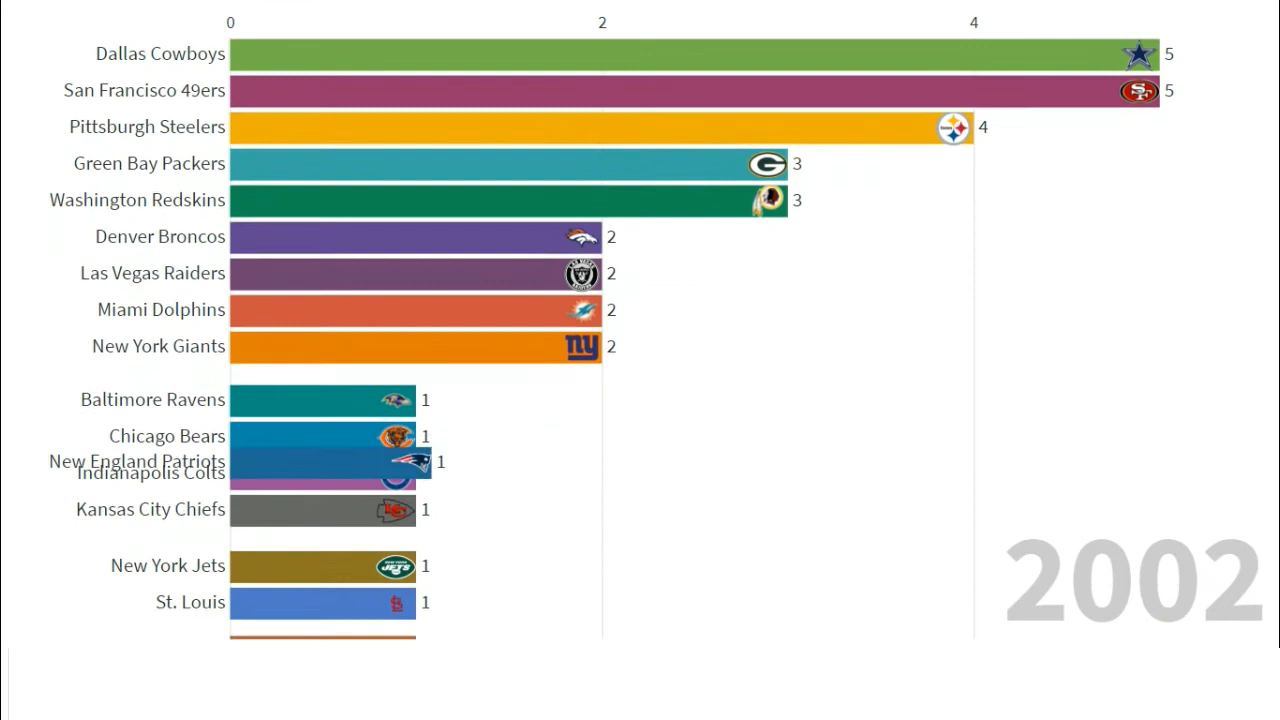 0 2 4
Dallas Cowboys 5
San Francisco 49ers 5
Pittsburgh Steelers 4
Green Bay Packers 3
Washington Redskins 3
Denver Broncos 2
Las Vegas Raiders 2
Miami Dolphins 2
New York Giants ny 2
Baltimore Ravens 1
Chicago Bears 1
New England Patriots 1
Indianapolis Colts
Kansas City Chiefs KC 1
New York Jets JETS 1
St. Louis 1
2002